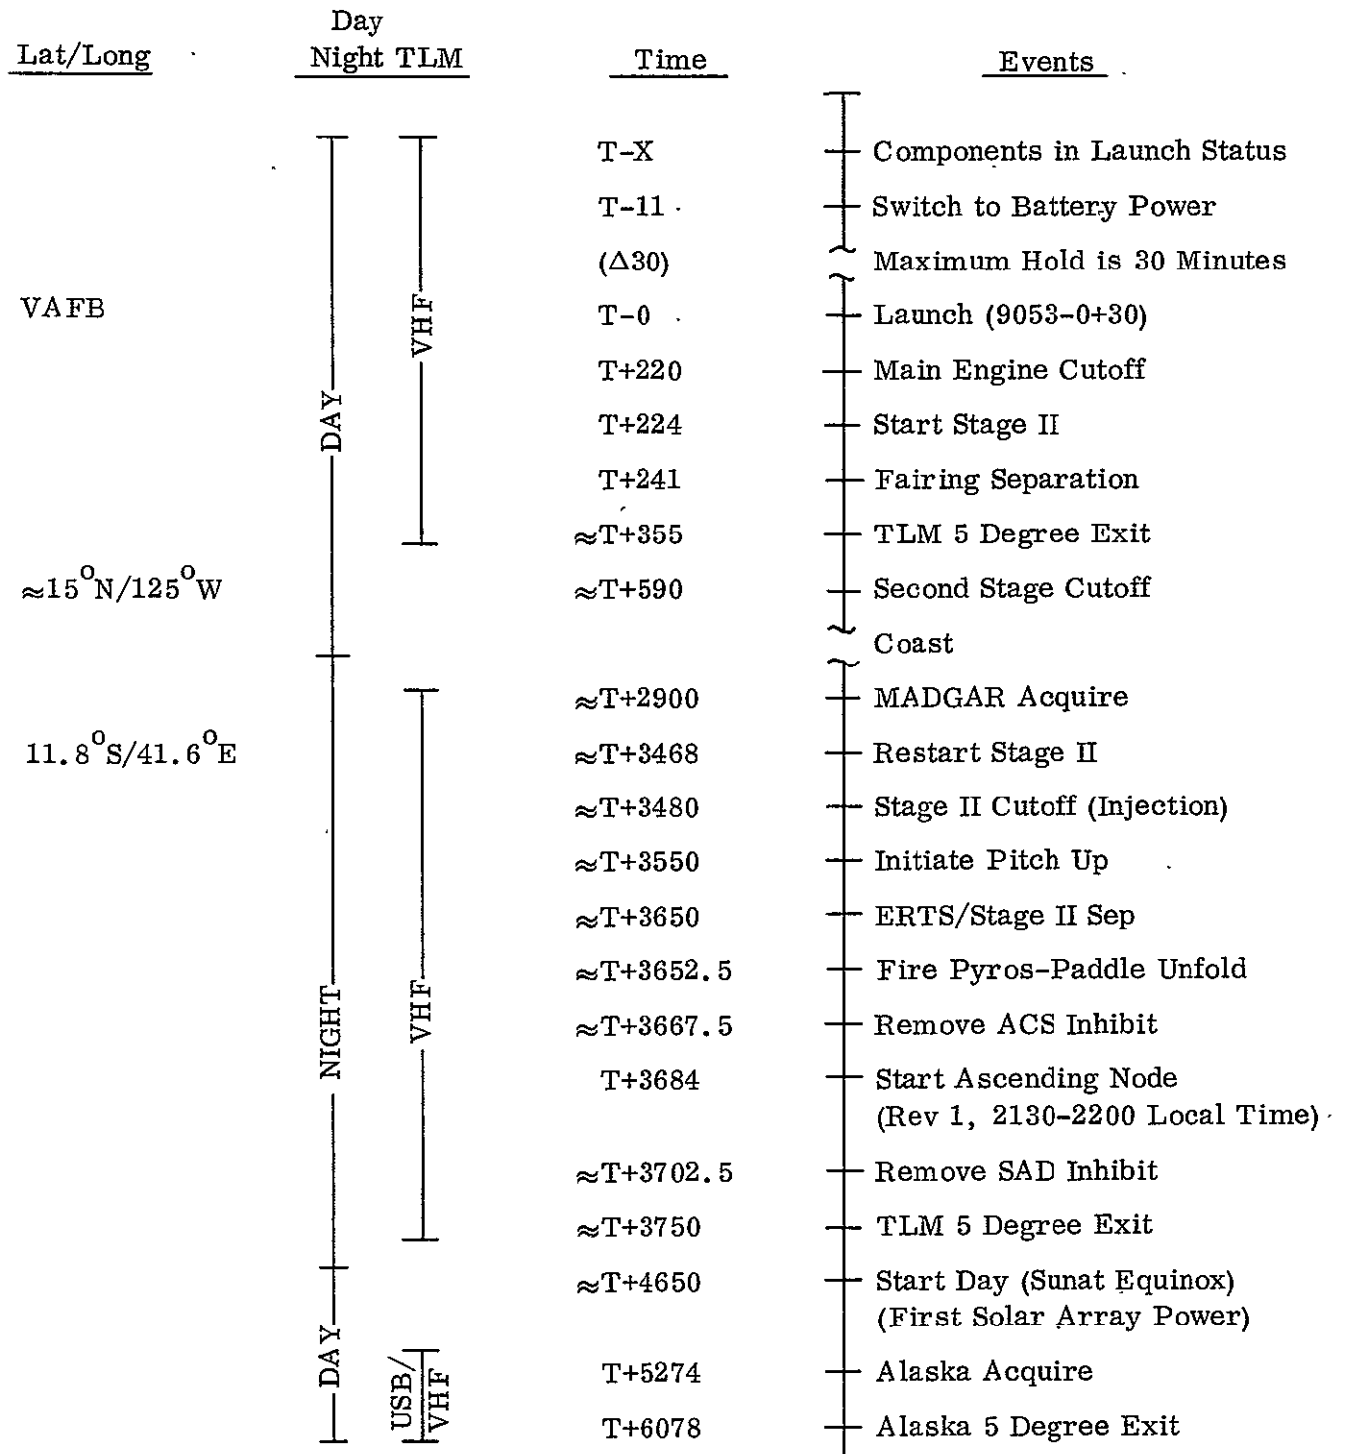 Day
Lat/Long Night TLM Time Events
T-X Components in Launch Status
T-11 Switch to Battery Power
(Δ30) Maximum Hold is 30 Minutes
VAFB T-0 Launch (9053-0+30)
VHF
T+220 Main Engine Cutoff
DAY
T+224 Start Stage II
T+241 Fairing Separation
≈T+355 TLM 5 Degree Exit
≈15°N/125°W ≈T+590 Second Stage Cutoff
Coast
≈T+2900 MADGAR Acquire
11.8°S/41.6°E ≈T+3468 Restart Stage II
≈T+3480 Stage II Cutoff (Injection)
≈T+3550 Initiate Pitch Up
≈T+3650 ERTS/Stage II Sep
≈T+3652.5 Fire Pyros-Paddle Unfold
NIGHT
VHF
≈T+3667.5 Remove ACS Inhibit
T+3684 Start Ascending Node
(Rev 1, 2130-2200 Local Time)
≈T+3702.5 Remove SAD Inhibit
≈T+3750 TLM 5 Degree Exit
≈T+4650 Start Day (Sunat Equinox)
(First Solar Array Power)
DAY
USB/
VHF
T+5274 Alaska Acquire
T+6078 Alaska 5 Degree Exit